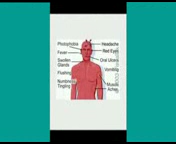 Photophobia
Headache
Fever
Red Eyes
Swollen
Glands
Oral Ulcers
Vomiting
Flushing
Numbness
Tingling
Muscle
Aches